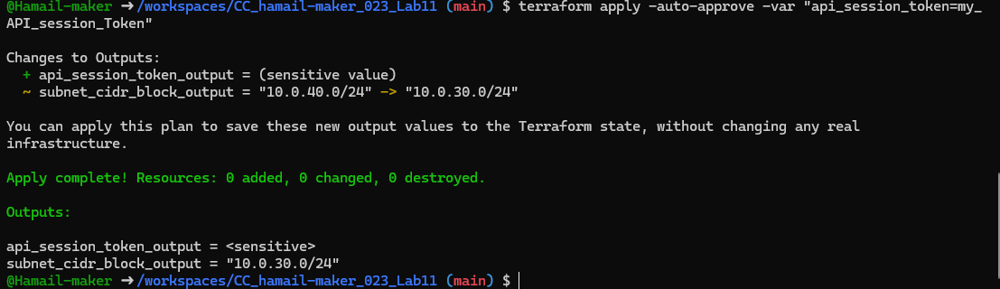 @Hamail-maker ➜ /workspaces/CC_hamail-maker_023_Lab11 (main) $ terraform apply -auto-approve -var "api_session_token=my_
API_session_Token"
Changes to Outputs:
+ api_session_token_output = (sensitive value)
~ subnet_cidr_block_output = "10.0.40.0/24" -> "10.0.30.0/24"
You can apply this plan to save these new output values to the Terraform state, without changing any real
infrastructure.
Apply complete! Resources: 0 added, 0 changed, 0 destroyed.
Outputs:
api_session_token_output = <sensitive>
subnet_cidr_block_output = "10.0.30.0/24"
@Hamail-maker ➜ /workspaces/CC_hamail-maker_023_Lab11 (main) $